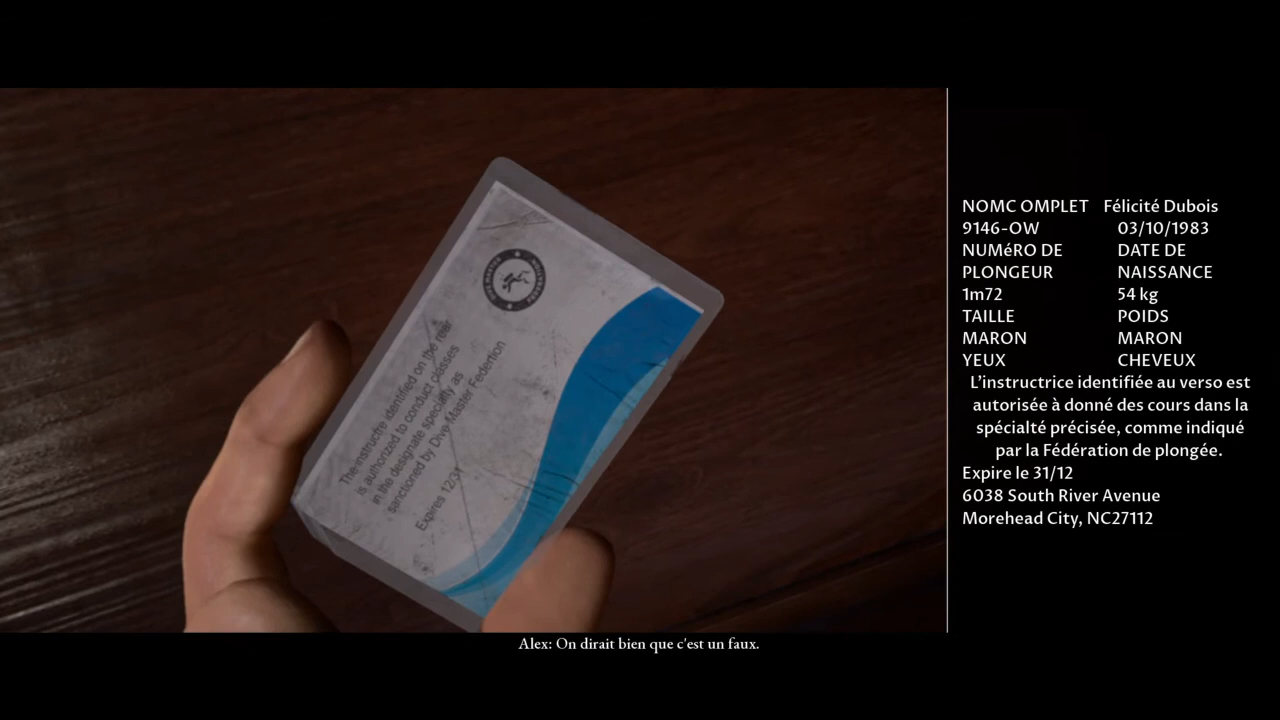 The instructre identified on the rear
is authorized to conduct classes
in the designate specialty as
sanctioned by Dive Master Federtion
Expires 12/31
NOMC OMPLET Félicité Dubois
9146-OW 03/10/1983
NUMéRO DE DATE DE
PLONGEUR NAISSANCE
1m72 54 kg
TAILLE POIDS
MARON MARON
YEUX CHEVEUX
L'instructrice identifiée au verso est
autorisée à donné des cours dans la
spécialté précisée, comme indiqué
par la Fédération de plongée.
Expire le 31/12
6038 South River Avenue
Morehead City, NC27112
Alex: On dirait bien que c'est un faux.